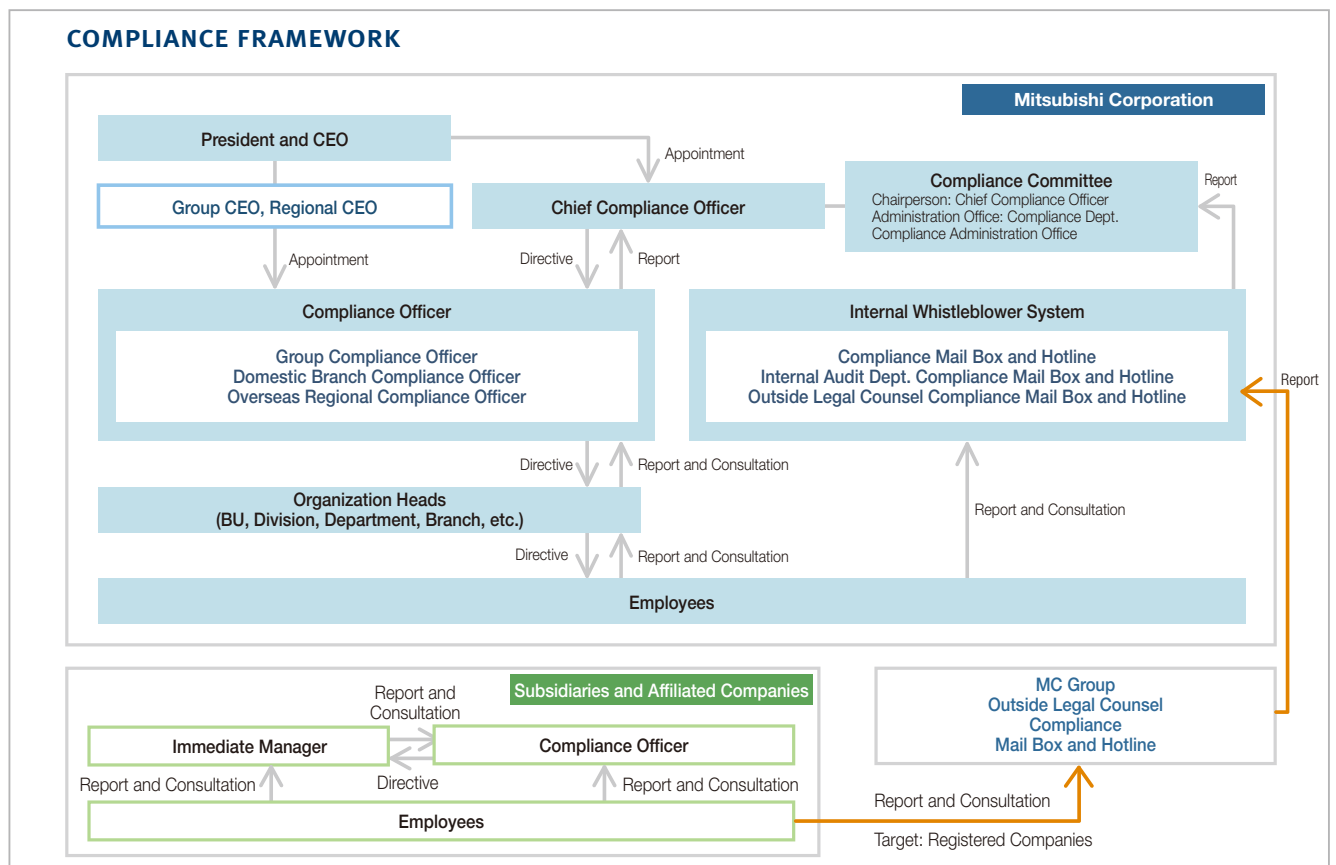 COMPLIANCE FRAMEWORK
Mitsubishi Corporation
President and CEO
Appointment
Group CEO, Regional CEO
Chief Compliance Officer
Compliance Committee
Chairperson: Chief Compliance Officer
Administration Office: Compliance Dept.
Compliance Administration Office
Report
Appointment
Directive
Report
Compliance Officer
Group Compliance Officer
Domestic Branch Compliance Officer
Overseas Regional Compliance Officer
Internal Whistleblower System
Compliance Mail Box and Hotline
Internal Audit Dept. Compliance Mail Box and Hotline
Outside Legal Counsel Compliance Mail Box and Hotline
Report
Directive
Report and Consultation
Organization Heads
(BU, Division, Department, Branch, etc.)
Report and Consultation
Directive
Report and Consultation
Employees
Subsidiaries and Affiliated Companies
Report and
Consultation
Immediate Manager
Compliance Officer
Directive
Report and Consultation
Report and Consultation
Employees
MC Group
Outside Legal Counsel
Compliance
Mail Box and Hotline
Report and Consultation
Target: Registered Companies